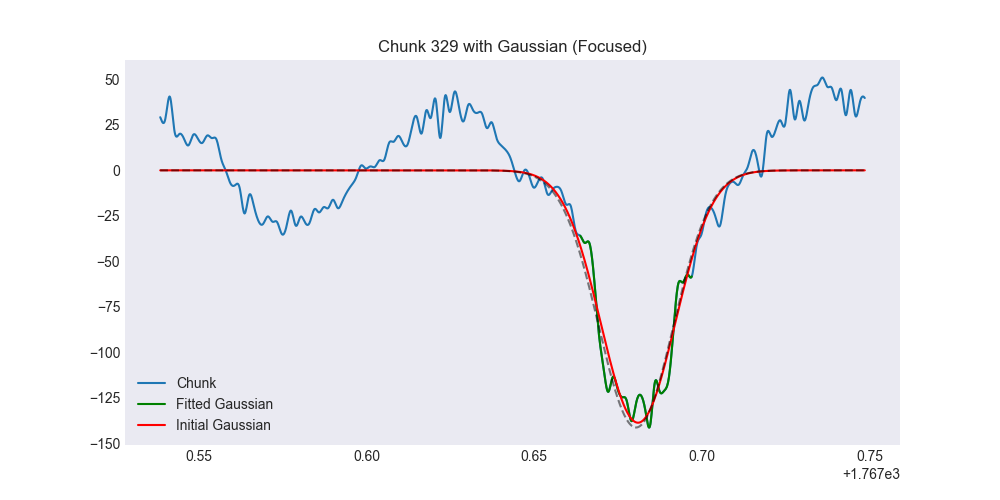 Chunk 329 with Gaussian (Focused)
50
25
0
−25
−50
−75
−100
−125
−150
Chunk
Fitted Gaussian
Initial Gaussian
0.55 0.60 0.65 0.70 0.75
+1.767e3